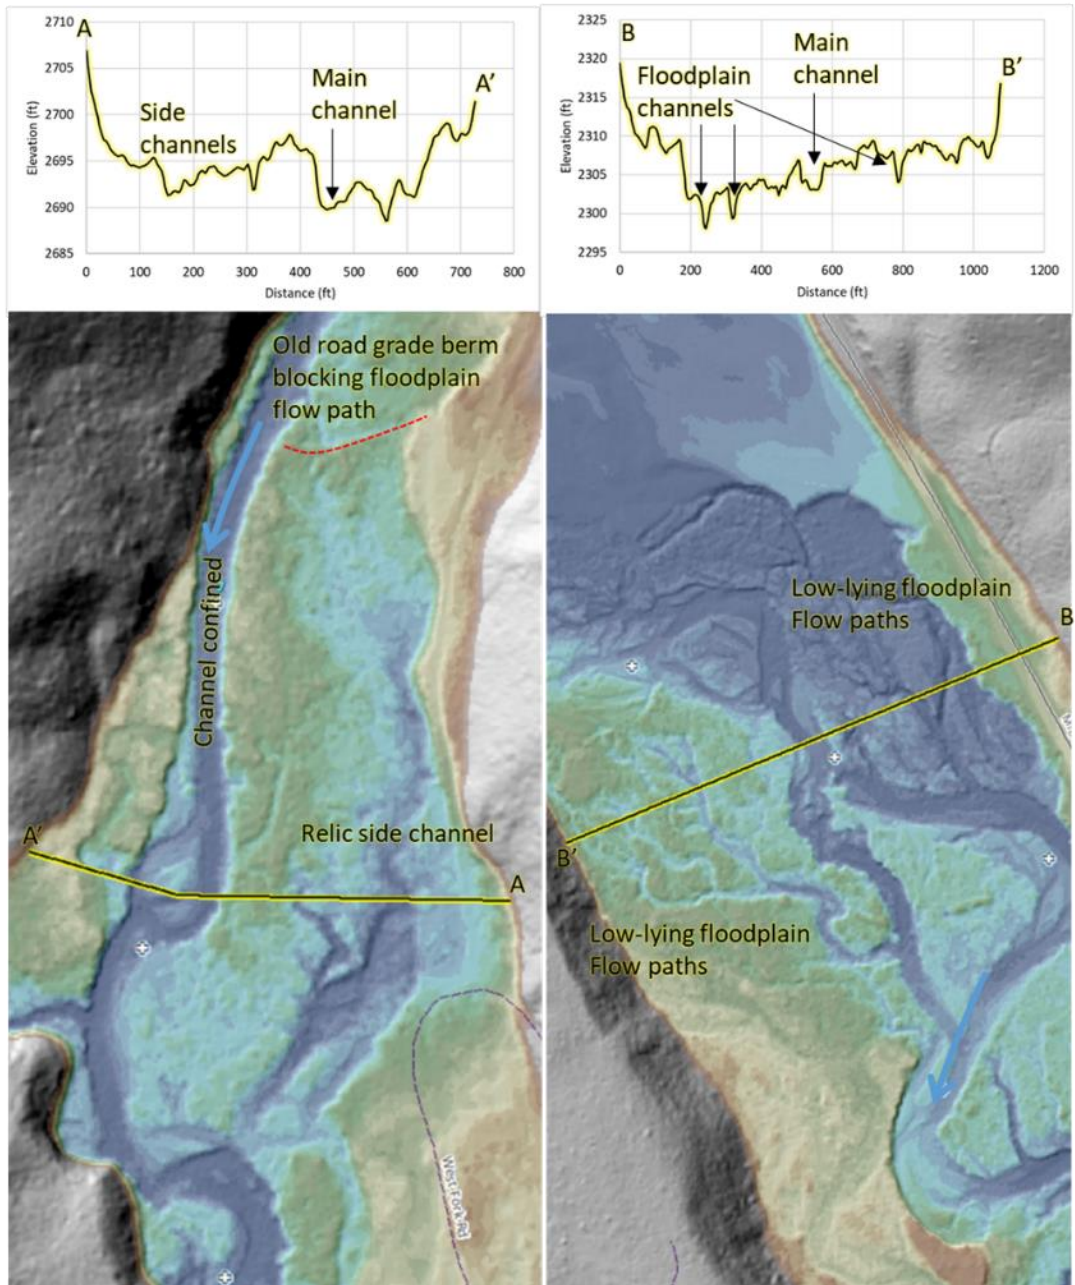 2710
2705
2700
2695
2690
2685
Elevation (ft)
0 100 200 300 400 500 600 700 800
Distance (ft)
A
A'
Side
channels
Main
channel
2325
2320
2315
2310
2305
2300
2295
Elevation (ft)
0 200 400 600 800 1000 1200
Distance (ft)
B
B'
Floodplain
channels
Main
channel
Old road grade berm
blocking floodplain
flow path
Channel confined
Relic side channel
A'
A
West Fork Rd
Low-lying floodplain
Flow paths
B
B'
Low-lying floodplain
Flow paths